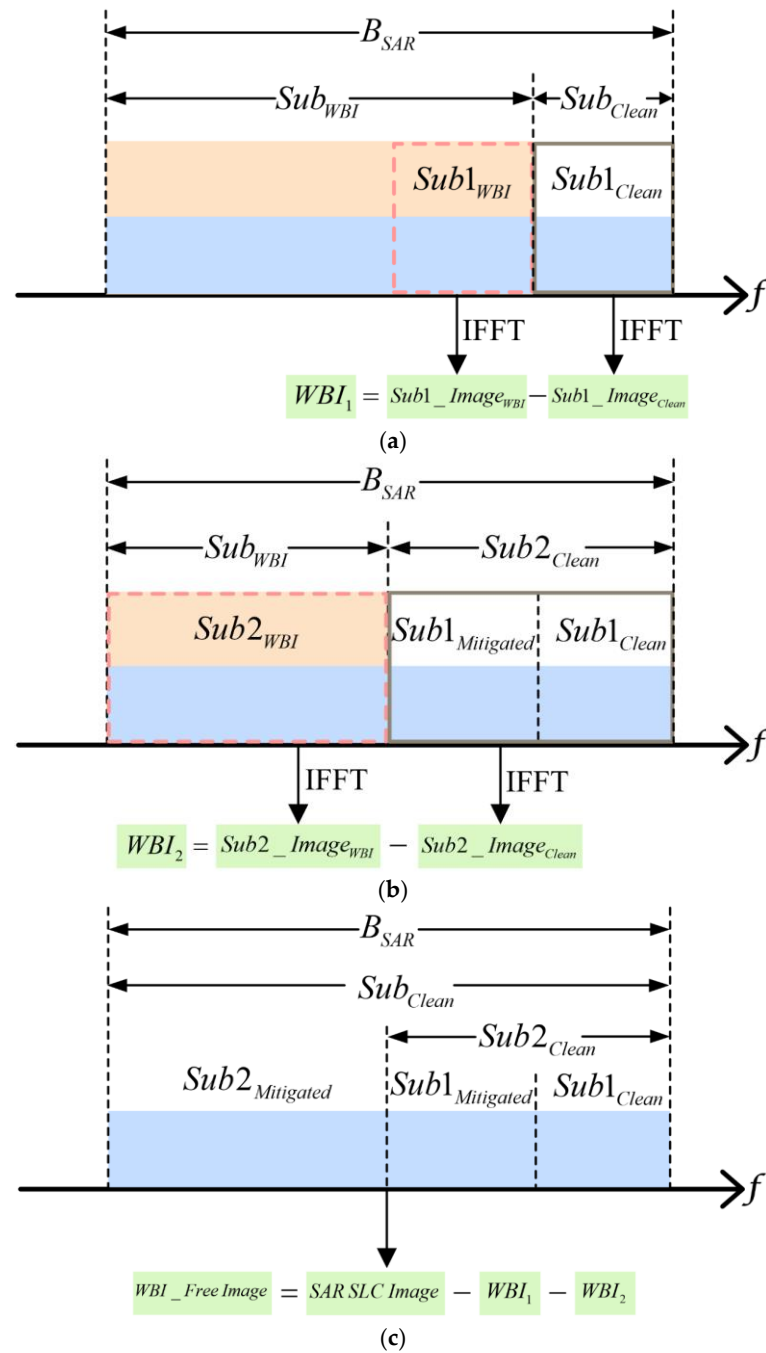 B_SAR
Sub_WBI Sub_Clean
Sub1_WBI Sub1_Clean
f
IFFT IFFT
WBI_1 = Sub1_Image_WBI − Sub1_Image_Clean
(a)
B_SAR
Sub_WBI Sub2_Clean
Sub2_WBI Sub1_Mitigated Sub1_Clean
f
IFFT IFFT
WBI_2 = Sub2_Image_WBI − Sub2_Image_Clean
(b)
B_SAR
Sub_Clean
Sub2_Clean
Sub2_Mitigated Sub1_Mitigated Sub1_Clean
f
WBI_Free Image = SAR SLC Image − WBI_1 − WBI_2
(c)